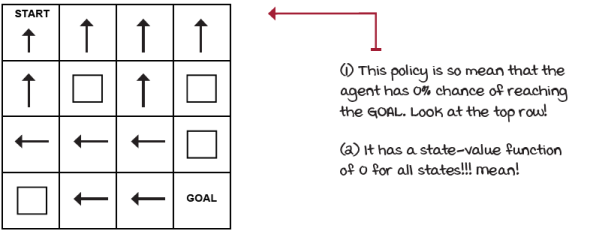 START
(1) This policy is so mean that the
agent has 0% chance of reaching
the GOAL. Look at the top row!
(2) It has a state-value function
of 0 for all states!!! mean!
GOAL